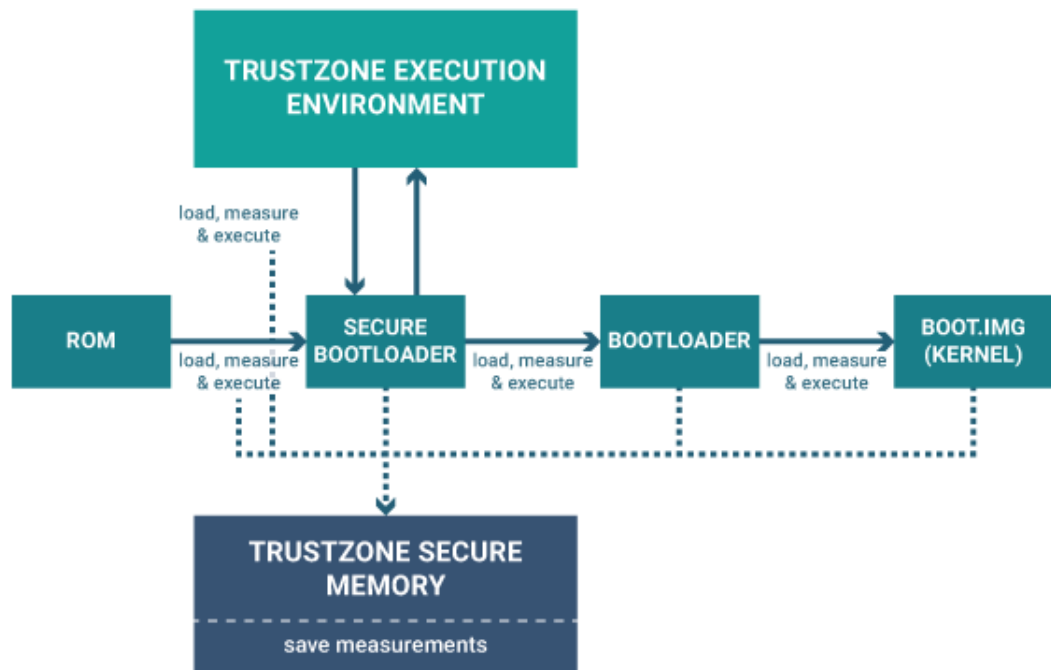 TRUSTZONE EXECUTION
ENVIRONMENT
load, measure
& execute
ROM
load, measure
& execute
SECURE
BOOTLOADER
load, measure
& execute
BOOTLOADER
load, measure
& execute
BOOT.IMG
(KERNEL)
TRUSTZONE SECURE
MEMORY
save measurements